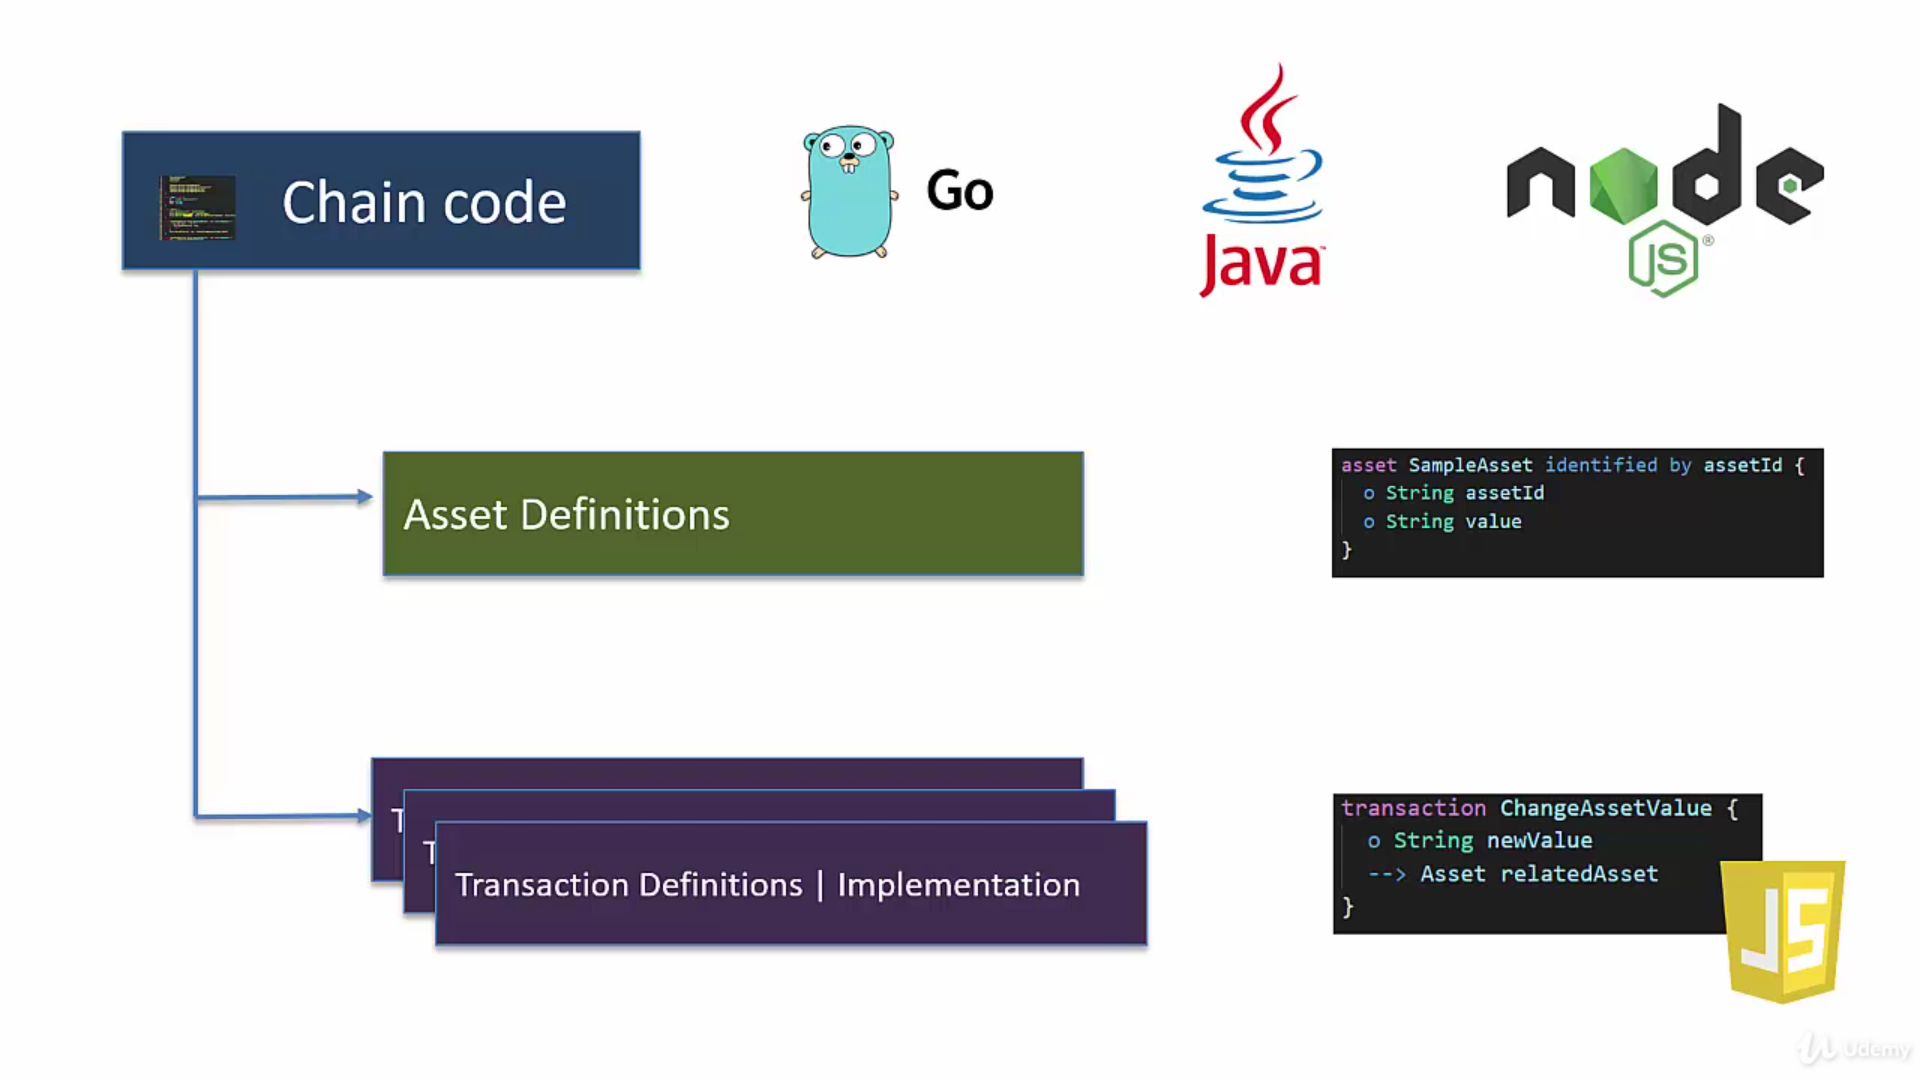 Chain code
Go
Java™
node
JS®
Asset Definitions
asset SampleAsset identified by assetId {
o String assetId
o String value
}
T
T
Transaction Definitions | Implementation
transaction ChangeAssetValue {
o String newValue
--> Asset relatedAsset
}
JS
Udemy